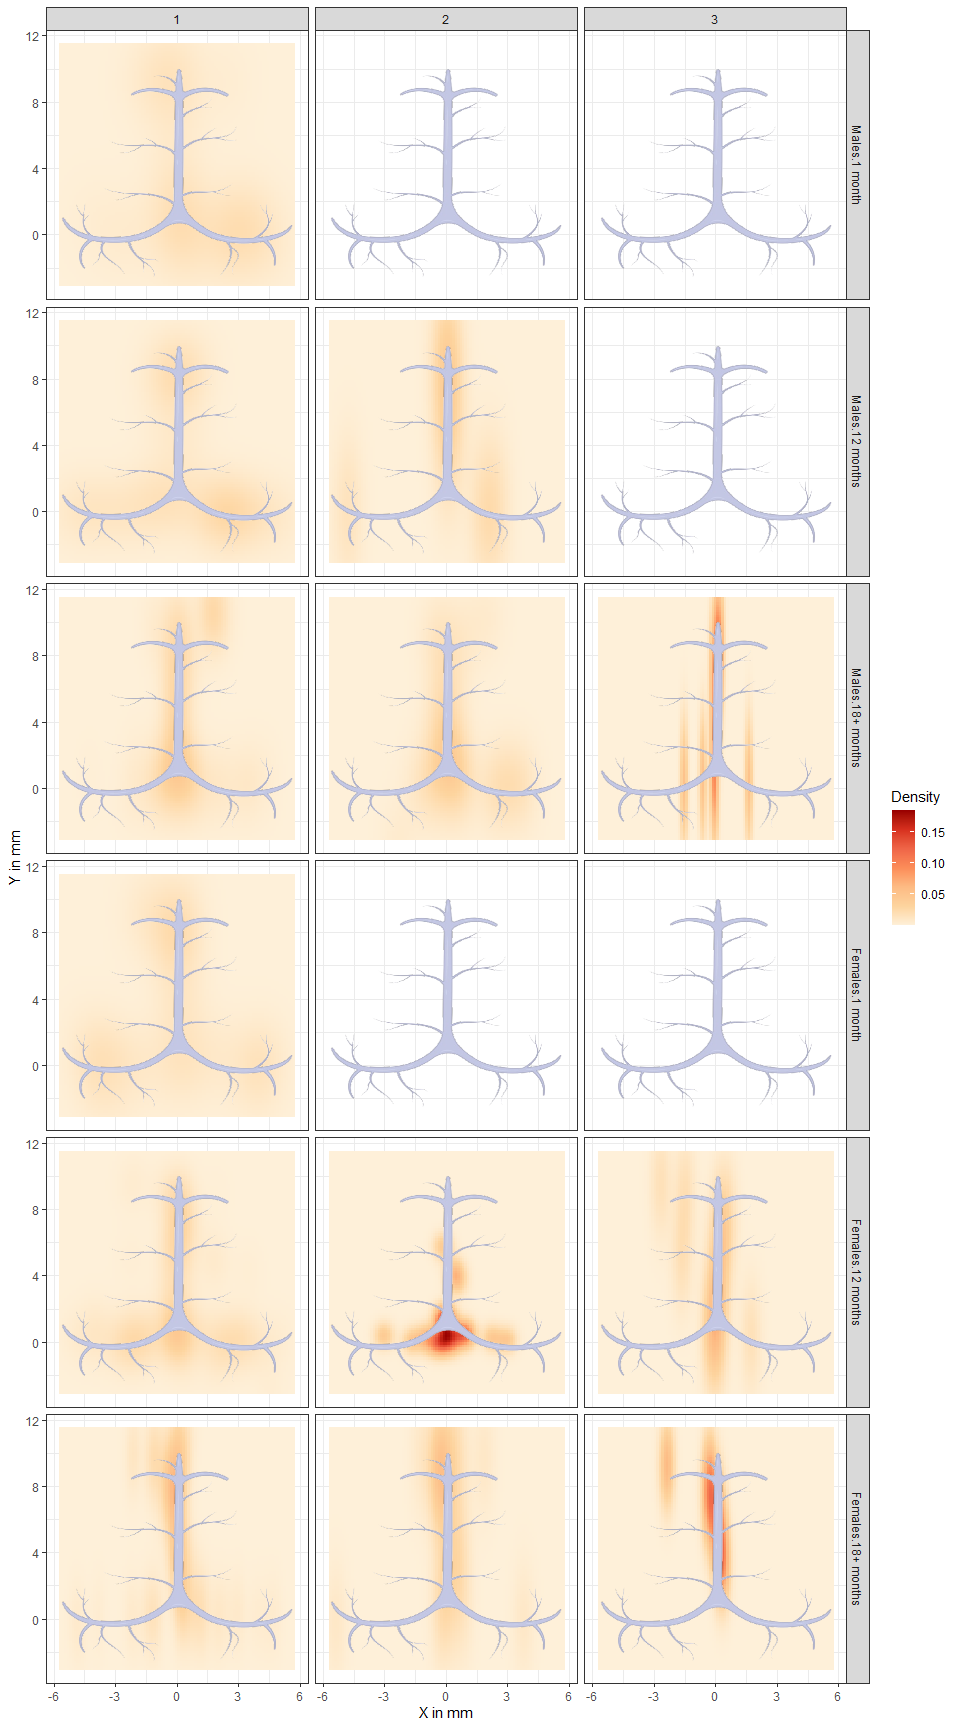 1 2 3
12
8
4
0
Males.1 month
12
8
4
0
Males.12 months
12
8
4
0
Males.18+ months
12
8
4
0
Females.1 month
12
8
4
0
Females.12 months
12
8
4
0
Females.18+ months
-6 -3 0 3 6 -6 -3 0 3 6 -6 -3 0 3 6
X in mm
Y in mm
Density
0.15
0.10
0.05